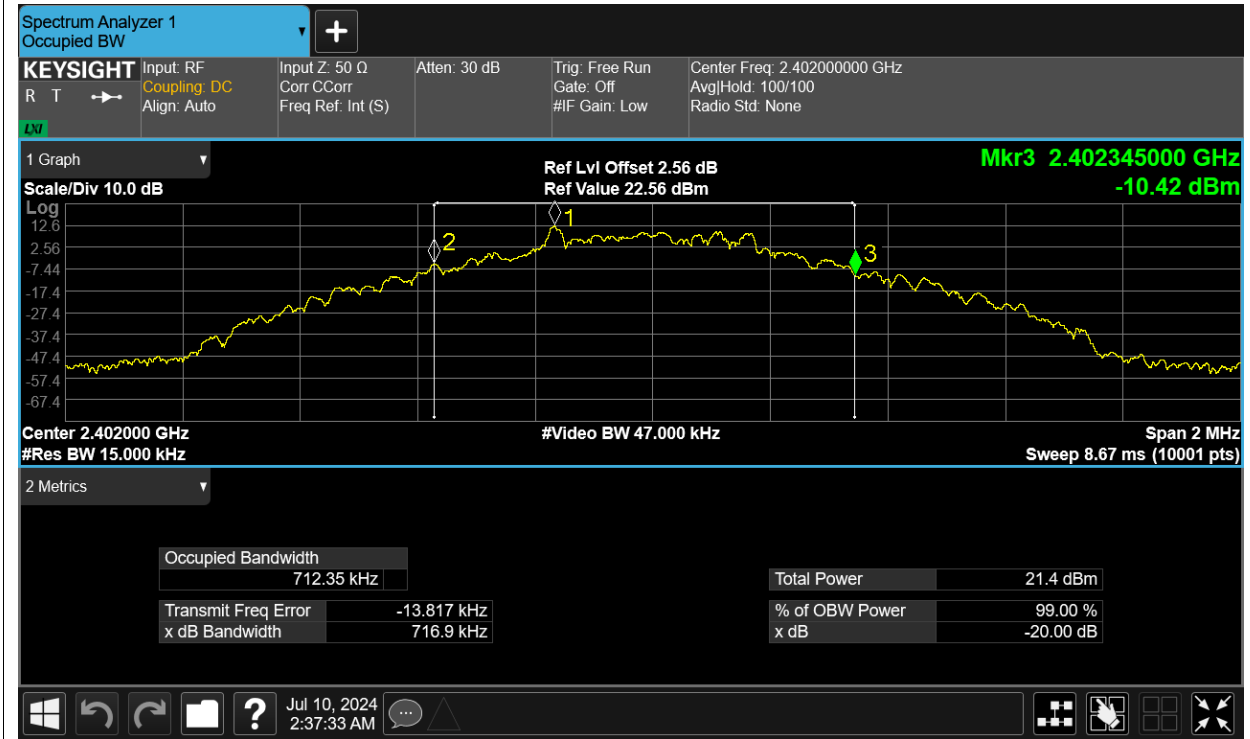 Spectrum Analyzer 1
Occupied BW
KEYSIGHT
R T
LXI
Input: RF
Coupling: DC
Align: Auto
Input Z: 50 Ω
Corr CCorr
Freq Ref: Int (S)
Atten: 30 dB
Trig: Free Run
Gate: Off
#IF Gain: Low
Center Freq: 2.402000000 GHz
Avg|Hold: 100/100
Radio Std: None
1 Graph
Scale/Div 10.0 dB
Ref Lvl Offset 2.56 dB
Ref Value 22.56 dBm
Mkr3 2.402345000 GHz
-10.42 dBm
Log
12.6
2.56
-7.44
-17.4
-27.4
-37.4
-47.4
-57.4
-67.4
1
2
3
Center 2.402000 GHz
#Video BW 47.000 kHz
Span 2 MHz
#Res BW 15.000 kHz
Sweep 8.67 ms (10001 pts)
2 Metrics
Occupied Bandwidth
712.35 kHz
Transmit Freq Error -13.817 kHz
x dB Bandwidth 716.9 kHz
Total Power 21.4 dBm
% of OBW Power 99.00 %
x dB -20.00 dB
?
Jul 10, 2024
2:37:33 AM